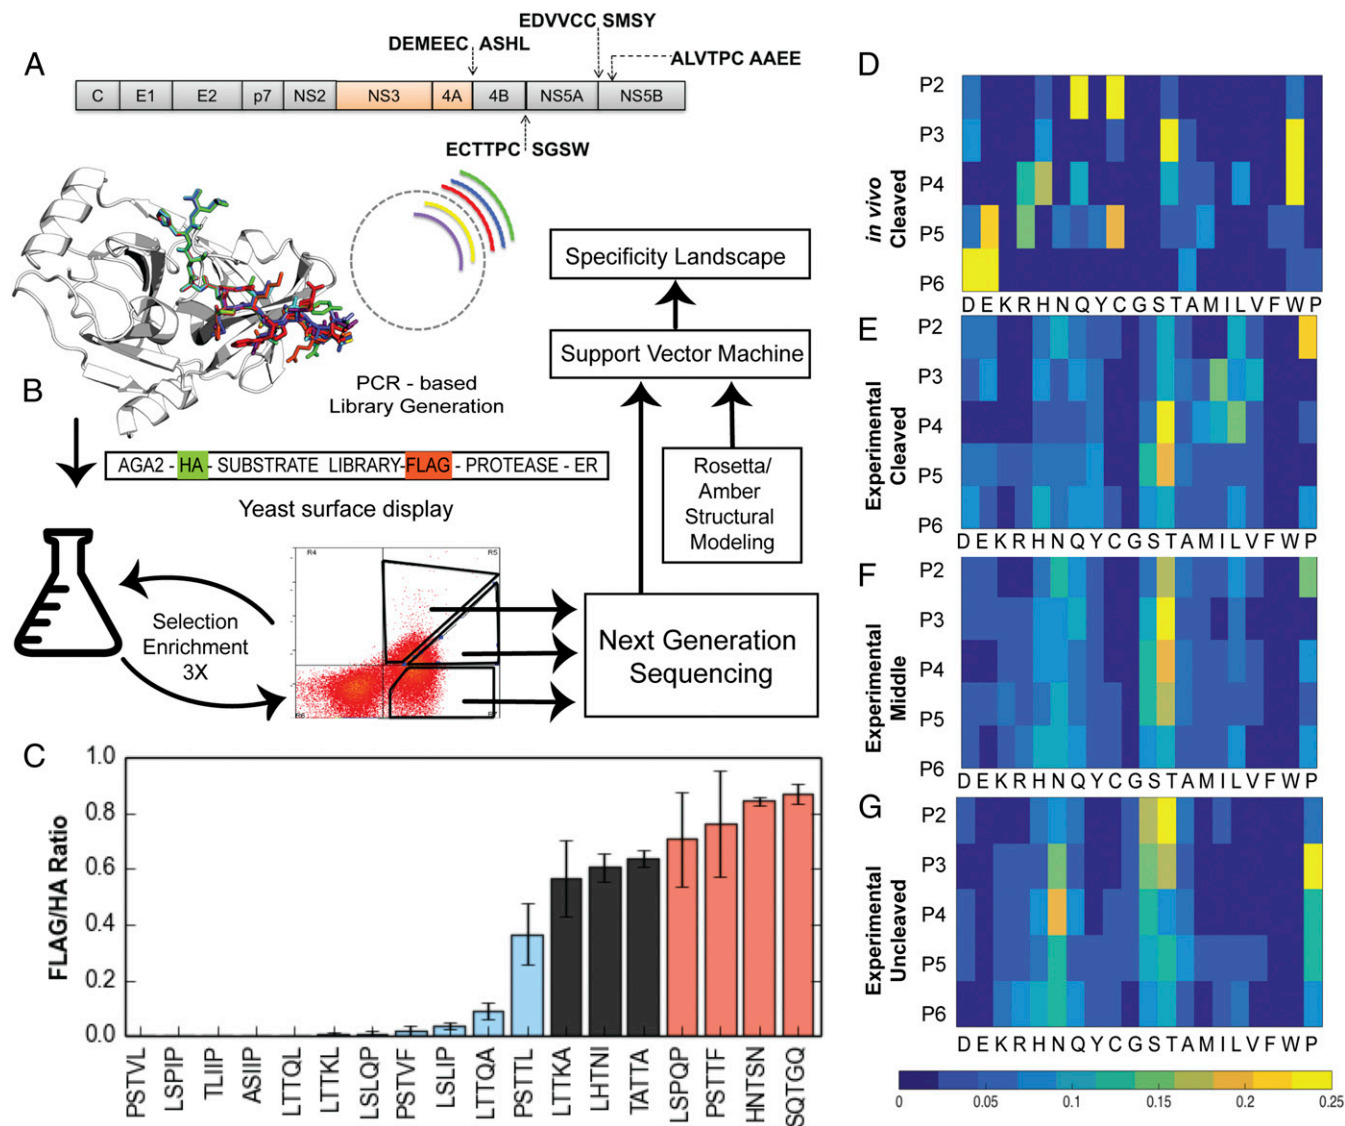 A
DEMEEC ASHL
EDVVCC SMSY
ALVTPC AAEE
C E1 E2 p7 NS2 NS3 4A 4B NS5A NS5B
ECTTPC SGSW
PCR - based
Library Generation
B
AGA2 - HA - SUBSTRATE LIBRARY-FLAG - PROTEASE - ER
Yeast surface display
Selection
Enrichment
3X
R4 R5
R6 R7
Specificity Landscape
Support Vector Machine
Rosetta/
Amber
Structural
Modeling
Next Generation
Sequencing
C
FLAG/HA Ratio
1.0
0.8
0.6
0.4
0.2
0.0
PSTVL
LSPIP
TLIIP
ASIIP
LTTQL
LTTKL
LSLQP
PSTVF
LSLIP
LTTQA
PSTTL
LTTKA
LHTNI
TATTA
LSPQP
PSTTF
HNTSN
SQTGQ
D
in vivo
Cleaved
P2
P3
P4
P5
P6
D E K R H N Q Y C G S T A M I L V F W P
E
Experimental
Cleaved
P2
P3
P4
P5
P6
D E K R H N Q Y C G S T A M I L V F W P
F
Experimental
Middle
P2
P3
P4
P5
P6
D E K R H N Q Y C G S T A M I L V F W P
G
Experimental
Uncleaved
P2
P3
P4
P5
P6
D E K R H N Q Y C G S T A M I L V F W P
0 0.05 0.1 0.15 0.2 0.25